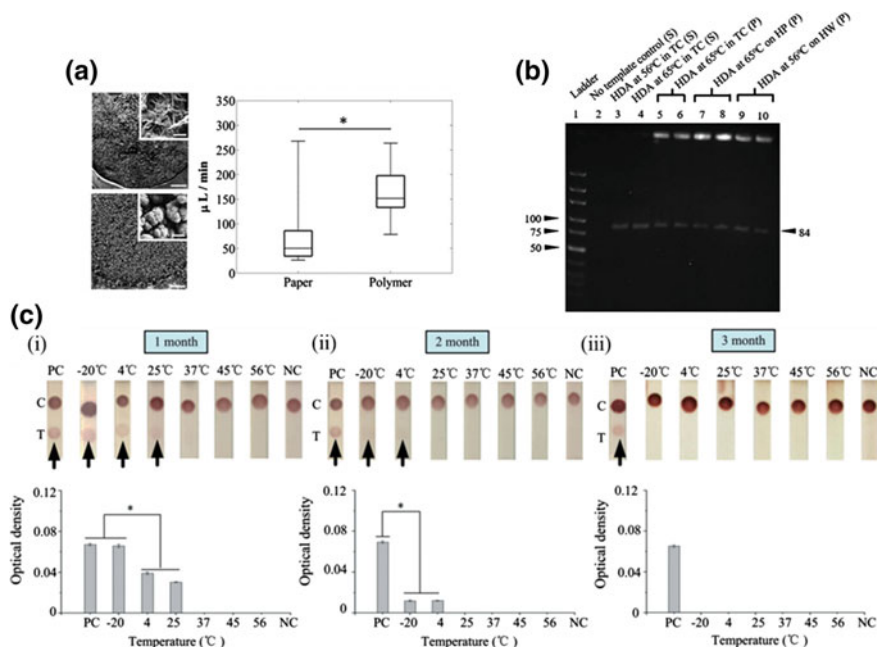 (a)
350
300
250
200
150
100
50
0
μ L / min
*
Paper
Polymer
(b)
Ladder
No template control (S)
HDA at 56℃ in TC (S)
HDA at 65℃ in TC (S)
HDA at 65℃ in TC (P)
HDA at 65℃ on HP (P)
HDA at 56℃ on HW (P)
1 2 3 4 5 6 7 8 9 10
100
75
50
84
(c)
(i) 1 month
PC -20℃ 4℃ 25℃ 37℃ 45℃ 56℃ NC
C
T
(ii) 2 month
PC -20℃ 4℃ 25℃ 37℃ 45℃ 56℃ NC
(iii) 3 month
PC -20℃ 4℃ 25℃ 37℃ 45℃ 56℃ NC
C
T
0.12
0.08
0.04
0
Optical density
*
PC -20 4 25 37 45 56 NC
Temperature (℃)
0.12
0.08
0.04
0
Optical density
*
PC -20 4 25 37 45 56 NC
Temperature (℃)
0.12
0.08
0.04
0
Optical density
PC -20 4 25 37 45 56 NC
Temperature (℃)